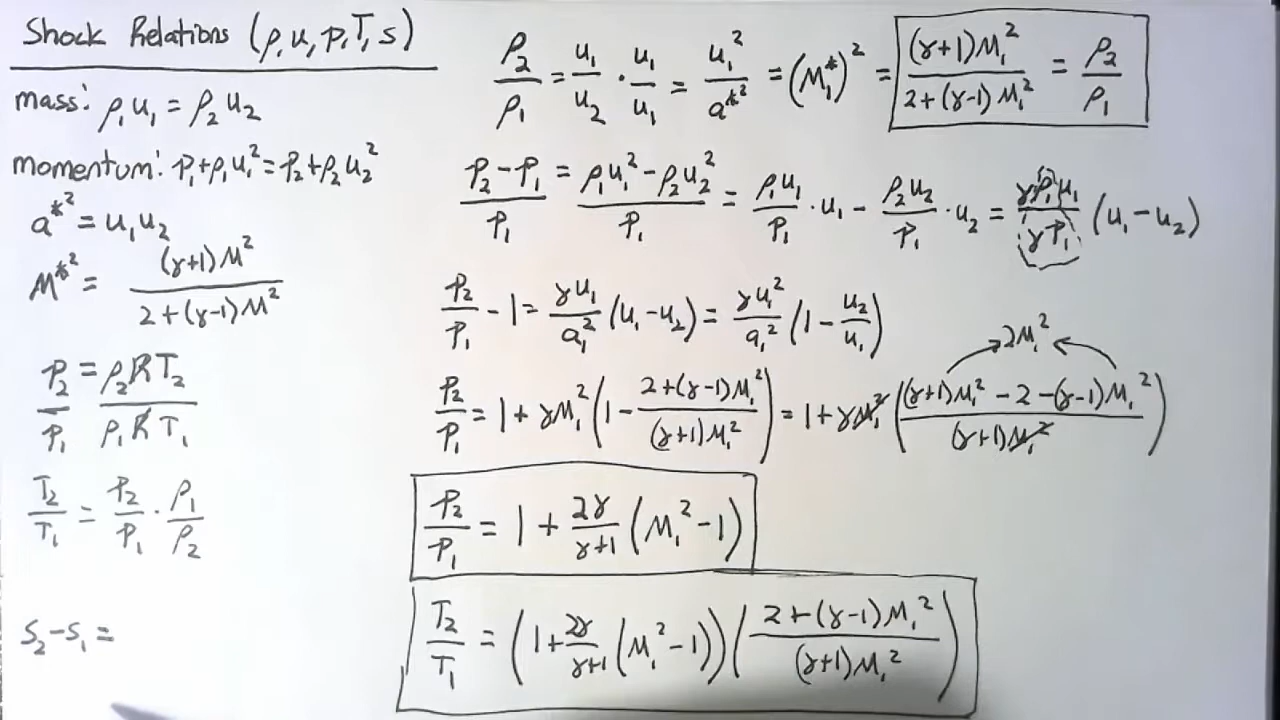 Shock Relations (ρ, u, p, T, s)
mass: ρ₁u₁ = ρ₂u₂
momentum: p₁+ρ₁u₁² = p₂+ρ₂u₂²
a*² = u₁u₂
M*² = (γ+1)M² / 2+(γ-1)M²
p₂/p₁ = ρ₂RT₂ / ρ₁RT₁
T₂/T₁ = p₂/p₁ · ρ₁/ρ₂
s₂-s₁ =
ρ₂/ρ₁ = u₁/u₂ · u₁/u₁ = u₁²/a*² = (M₁*)² = (γ+1)M₁² / 2+(γ-1)M₁² = ρ₂/ρ₁
p₂-p₁ / p₁ = ρ₁u₁²-ρ₂u₂² / p₁ = ρ₁u₁/p₁ · u₁ - ρ₂u₂/p₁ · u₂ = γρ₁u₁/γp₁ (u₁-u₂)
p₂/p₁ - 1 = γu₁/a₁² (u₁-u₂) = γu₁²/a₁² (1 - u₂/u₁)
2M₁²
p₂/p₁ = 1 + γM₁² (1 - 2+(γ-1)M₁² / (γ+1)M₁²) = 1 + γM₁² ((γ+1)M₁² - 2 - (γ-1)M₁² / (γ+1)M₁²)
p₂/p₁ = 1 + 2γ/γ+1 (M₁²-1)
T₂/T₁ = (1+ 2γ/γ+1 (M₁²-1)) (2+(γ-1)M₁² / (γ+1)M₁²)